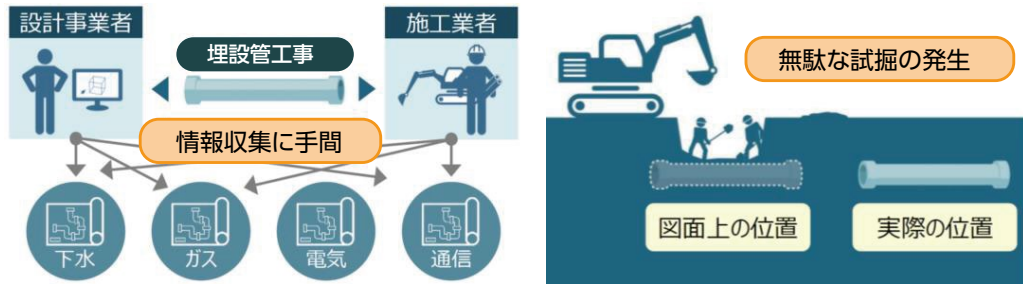 設計事業者
埋設管工事
施工業者
情報収集に手間
下水
ガス
電気
通信
無駄な試掘の発生
図面上の位置
実際の位置